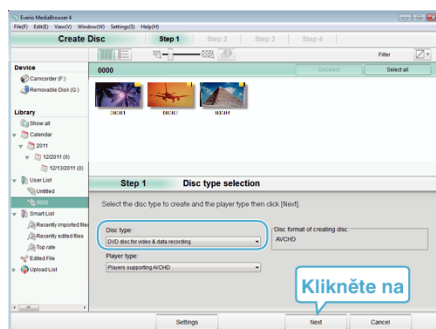 Everio MediaBrowser 4
File(F) Edit(E) View(V) Window(W) Settings(S) Help(H)
Create Disc Step 1 Step 2 Step 3 Step 4
Filter
Device
Camcorder (F:)
Removable Disk (G:)
0000
Deselect Select all
Library
Show all
Calendar
2011
12/2011 (0)
12/13/2011 (0)
User List
Untitled
0000
Smart List
Recently imported files
Recently edited files
Top rate
Edited File
Upload List
Step 1 Disc type selection
Select the disc type to create and the player type then click [Next].
Disc type:
DVD disc for video & data recording
Disc format of creating disc:
AVCHD
Player type:
Players supporting AVCHD
Klikněte na
Settings Next Cancel